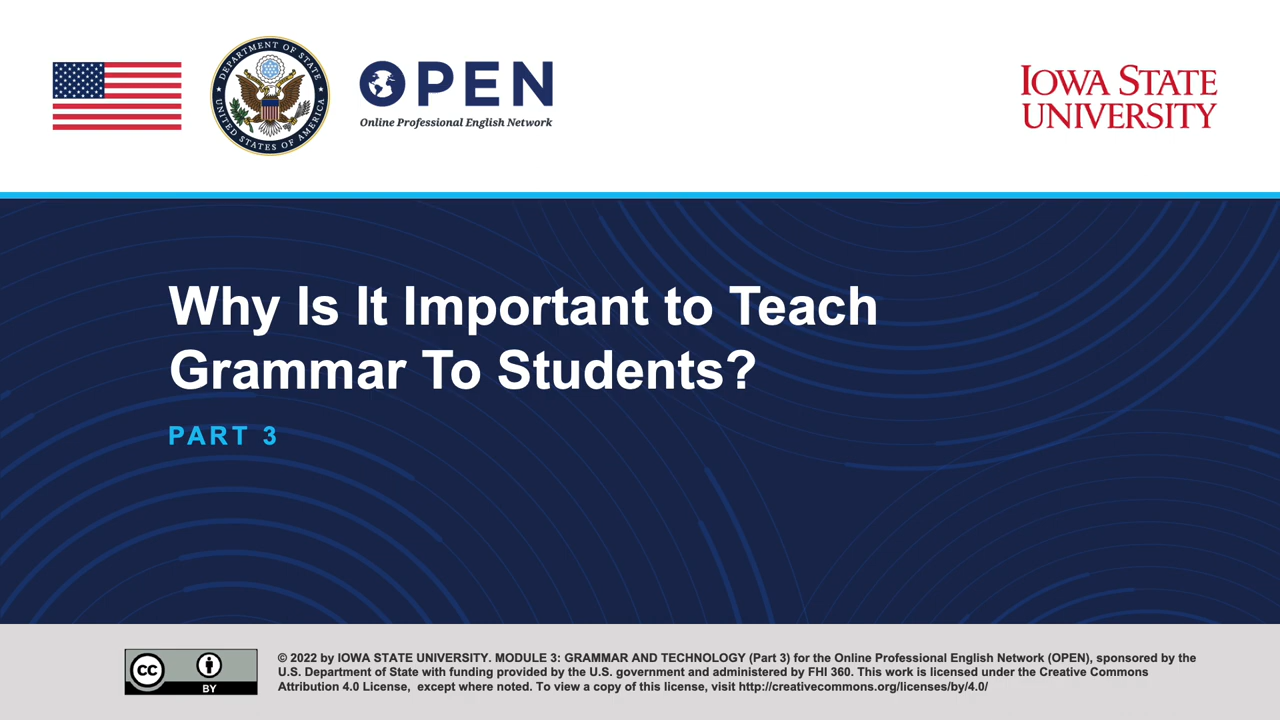 DEPARTMENT OF STATE
UNITED STATES OF AMERICA
OPEN
Online Professional English Network
IOWA STATE
UNIVERSITY
Why Is It Important to Teach
Grammar To Students?
PART 3
CC
BY
© 2022 by IOWA STATE UNIVERSITY. MODULE 3: GRAMMAR AND TECHNOLOGY (Part 3) for the Online Professional English Network (OPEN), sponsored by the
U.S. Department of State with funding provided by the U.S. government and administered by FHI 360. This work is licensed under the Creative Commons
Attribution 4.0 License, except where noted. To view a copy of this license, visit http://creativecommons.org/licenses/by/4.0/